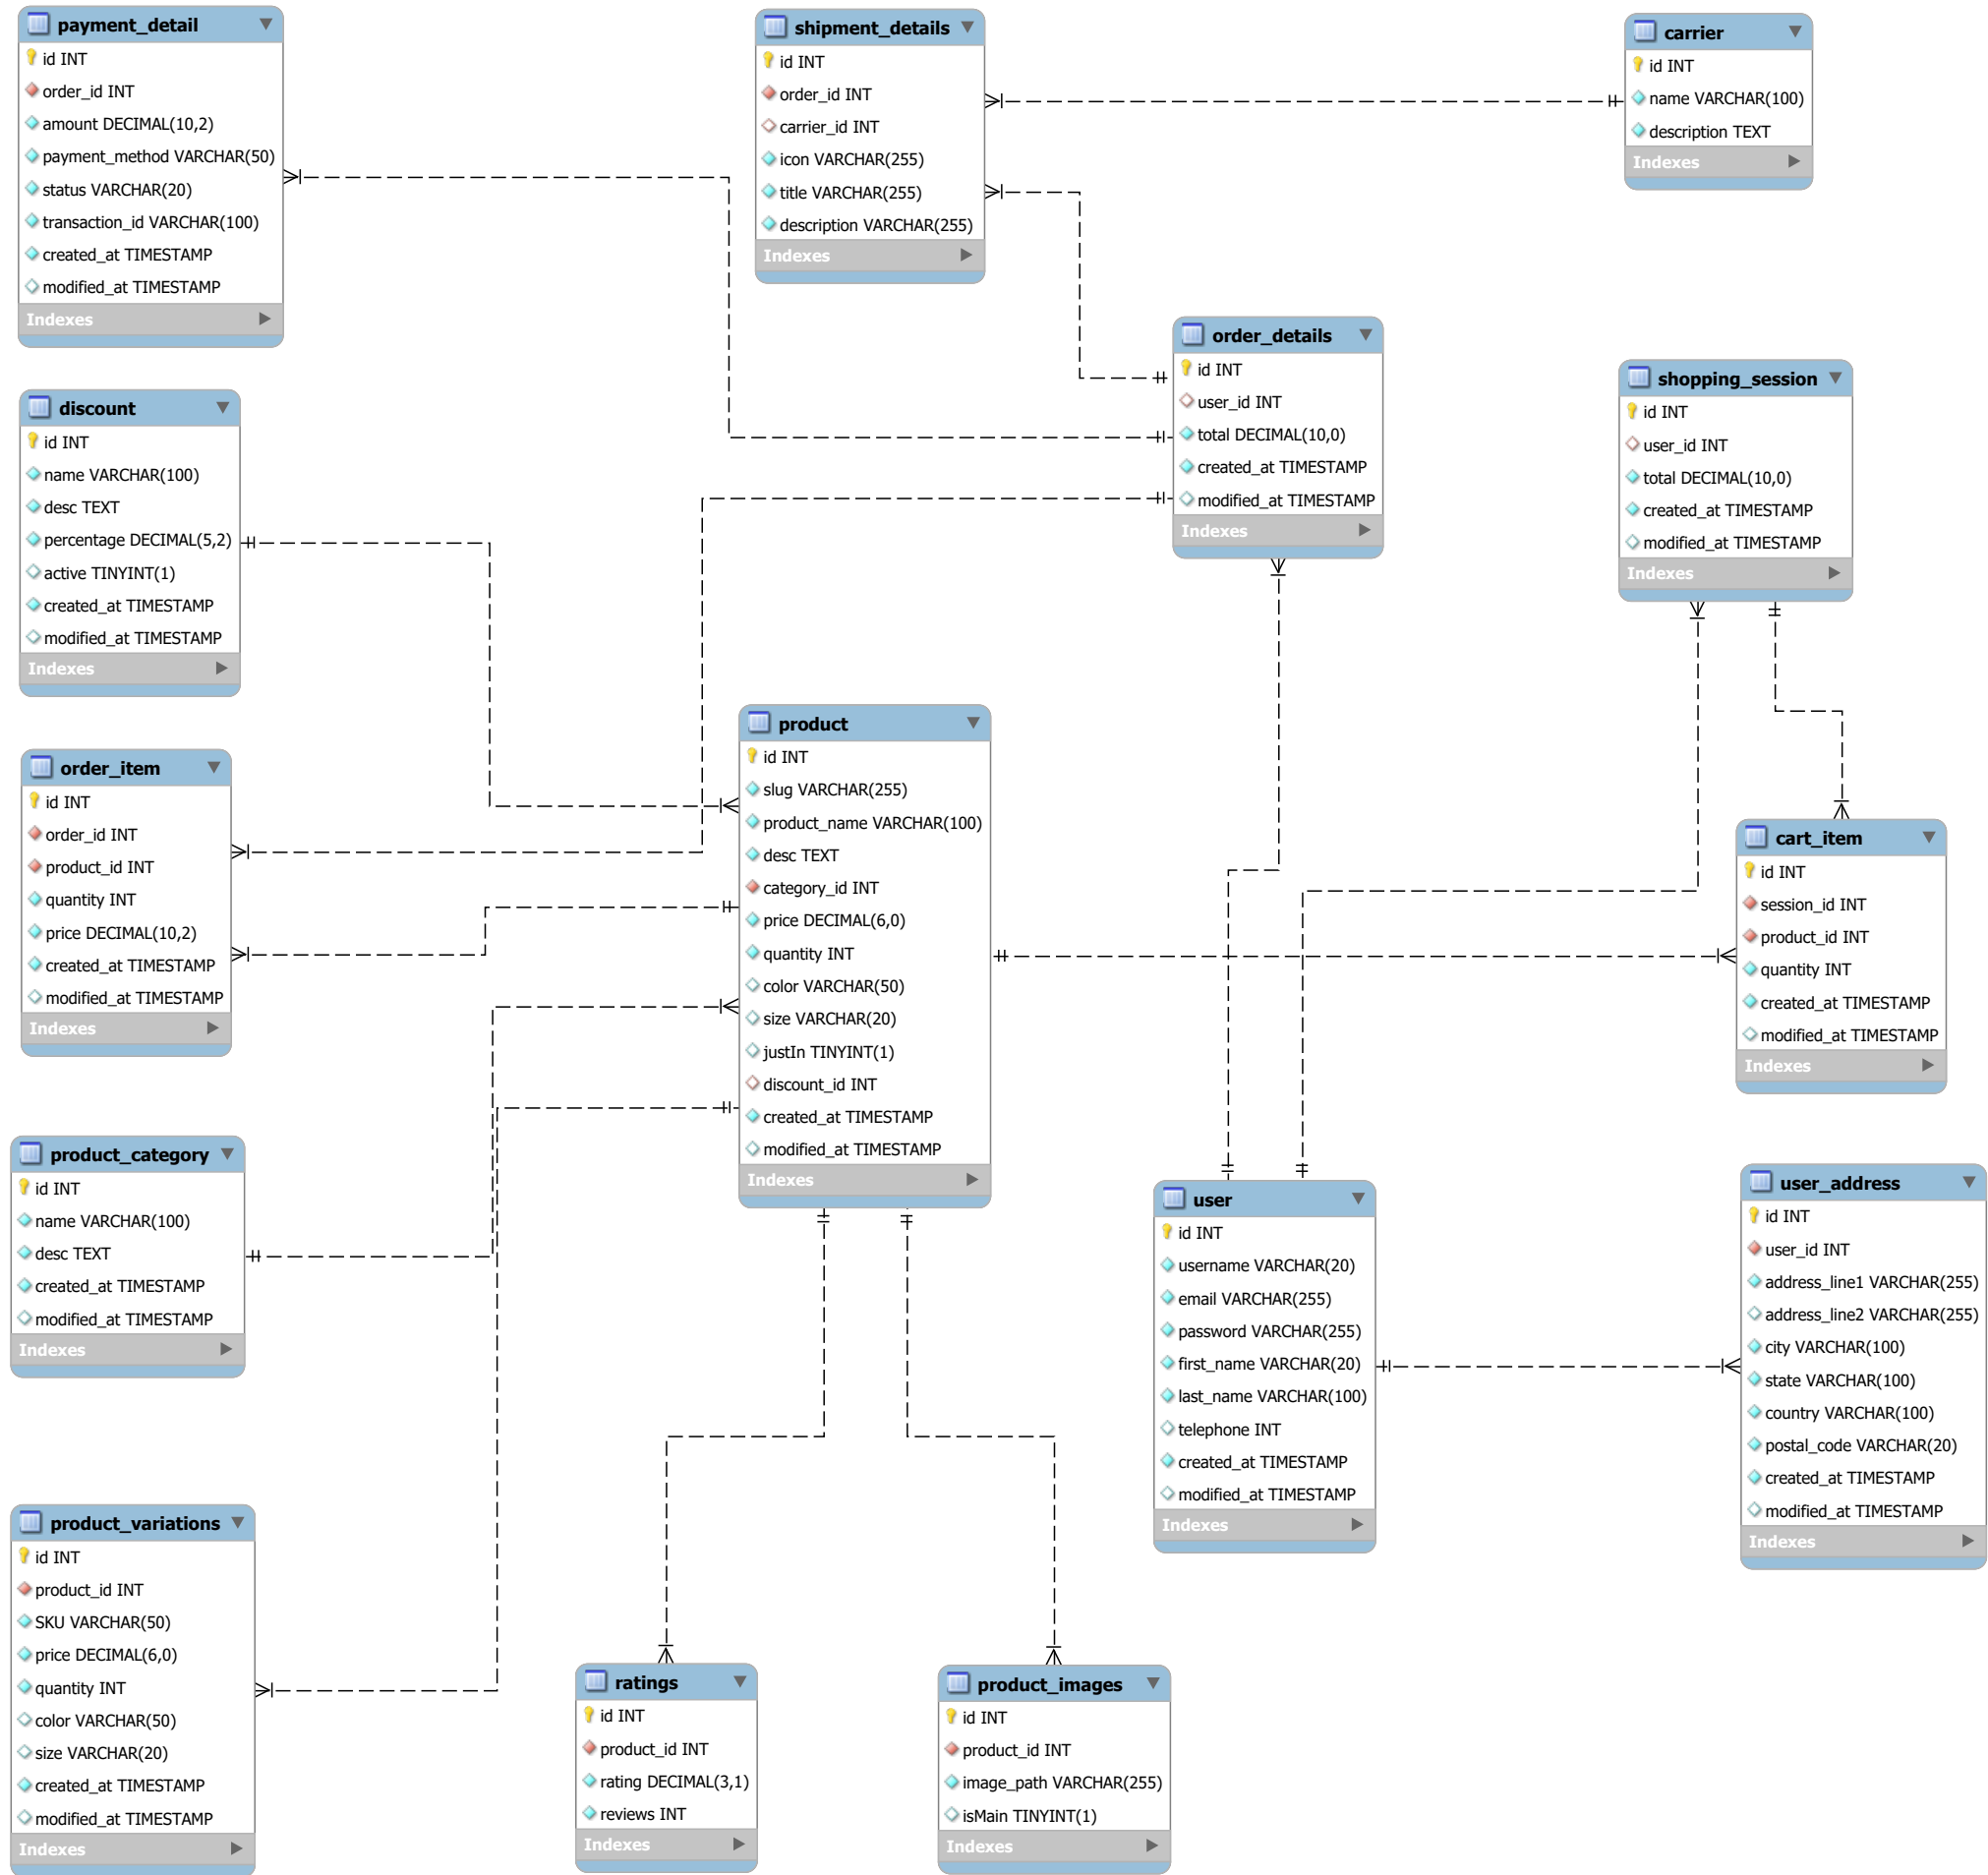 payment_detail
id INT
order_id INT
amount DECIMAL(10,2)
payment_method VARCHAR(50)
status VARCHAR(20)
transaction_id VARCHAR(100)
created_at TIMESTAMP
modified_at TIMESTAMP
Indexes
shipment_details
id INT
order_id INT
carrier_id INT
icon VARCHAR(255)
title VARCHAR(255)
description VARCHAR(255)
Indexes
carrier
id INT
name VARCHAR(100)
description TEXT
Indexes
order_details
id INT
user_id INT
total DECIMAL(10,0)
created_at TIMESTAMP
modified_at TIMESTAMP
Indexes
shopping_session
id INT
user_id INT
total DECIMAL(10,0)
created_at TIMESTAMP
modified_at TIMESTAMP
Indexes
discount
id INT
name VARCHAR(100)
desc TEXT
percentage DECIMAL(5,2)
active TINYINT(1)
created_at TIMESTAMP
modified_at TIMESTAMP
Indexes
order_item
id INT
order_id INT
product_id INT
quantity INT
price DECIMAL(10,2)
created_at TIMESTAMP
modified_at TIMESTAMP
Indexes
product
id INT
slug VARCHAR(255)
product_name VARCHAR(100)
desc TEXT
category_id INT
price DECIMAL(6,0)
quantity INT
color VARCHAR(50)
size VARCHAR(20)
justIn TINYINT(1)
discount_id INT
created_at TIMESTAMP
modified_at TIMESTAMP
Indexes
cart_item
id INT
session_id INT
product_id INT
quantity INT
created_at TIMESTAMP
modified_at TIMESTAMP
Indexes
product_category
id INT
name VARCHAR(100)
desc TEXT
created_at TIMESTAMP
modified_at TIMESTAMP
Indexes
user
id INT
username VARCHAR(20)
email VARCHAR(255)
password VARCHAR(255)
first_name VARCHAR(20)
last_name VARCHAR(100)
telephone INT
created_at TIMESTAMP
modified_at TIMESTAMP
Indexes
user_address
id INT
user_id INT
address_line1 VARCHAR(255)
address_line2 VARCHAR(255)
city VARCHAR(100)
state VARCHAR(100)
country VARCHAR(100)
postal_code VARCHAR(20)
created_at TIMESTAMP
modified_at TIMESTAMP
Indexes
product_variations
id INT
product_id INT
SKU VARCHAR(50)
price DECIMAL(6,0)
quantity INT
color VARCHAR(50)
size VARCHAR(20)
created_at TIMESTAMP
modified_at TIMESTAMP
Indexes
ratings
id INT
product_id INT
rating DECIMAL(3,1)
reviews INT
Indexes
product_images
id INT
product_id INT
image_path VARCHAR(255)
isMain TINYINT(1)
Indexes